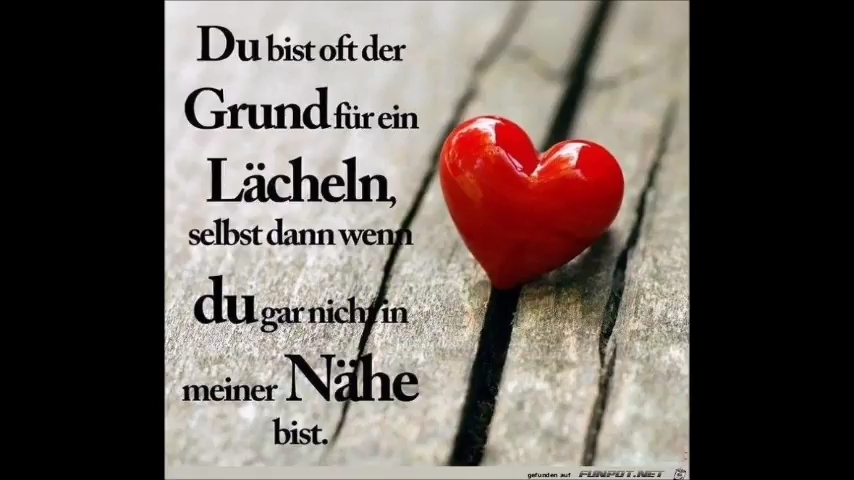 Du bist oft der
Grund für ein
Lächeln,
selbst dann wenn
du gar nicht in
meiner Nähe
bist.
gefunden auf FUNPOT.NET